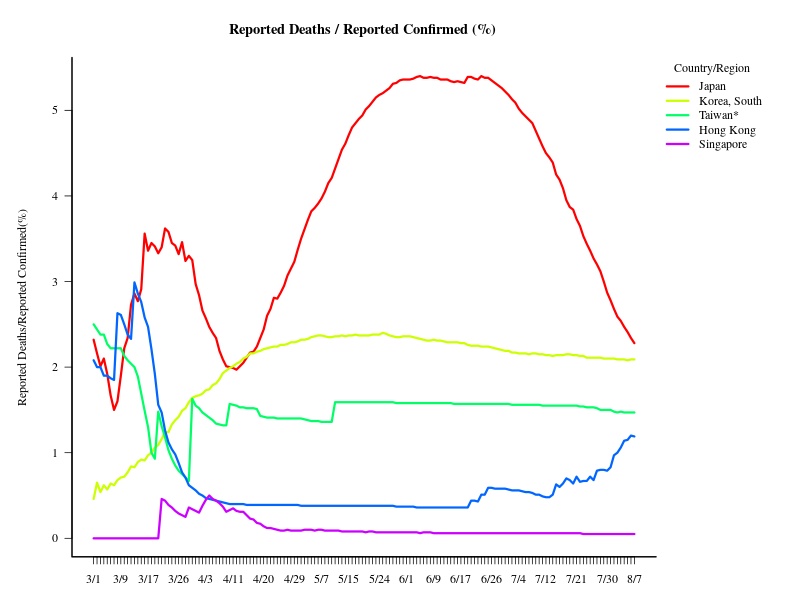 Reported Deaths / Reported Confirmed (%)
Country/Region
Japan
Korea, South
Taiwan*
Hong Kong
Singapore
Reported Deaths/Reported Confirmed(%)
5
4
3
2
1
0
3/1 3/9 3/17 3/26 4/3 4/11 4/20 4/29 5/7 5/15 5/24 6/1 6/9 6/17 6/26 7/4 7/12 7/21 7/30 8/7